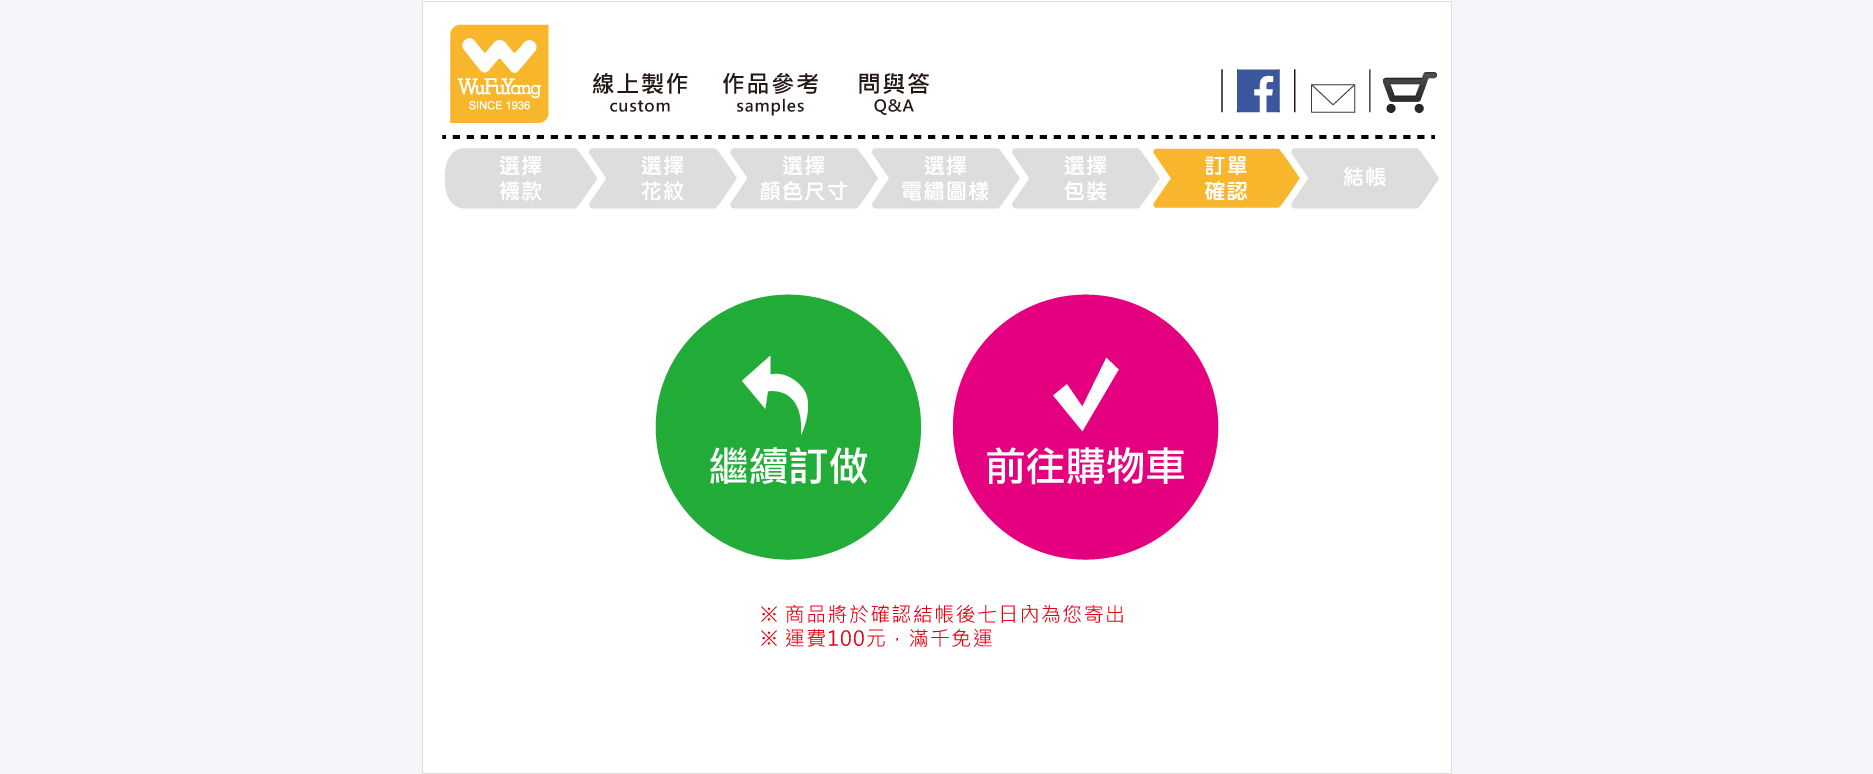 WuFuYang
SINCE 1936
線上製作
custom
作品參考
samples
問與答
Q&A
選擇
襪款
選擇
花紋
選擇
顏色尺寸
選擇
電繡圖樣
選擇
包裝
訂單
確認
結帳
繼續訂做
前往購物車
※ 商品將於確認結帳後七日內為您寄出
※ 運費100元，滿千免運